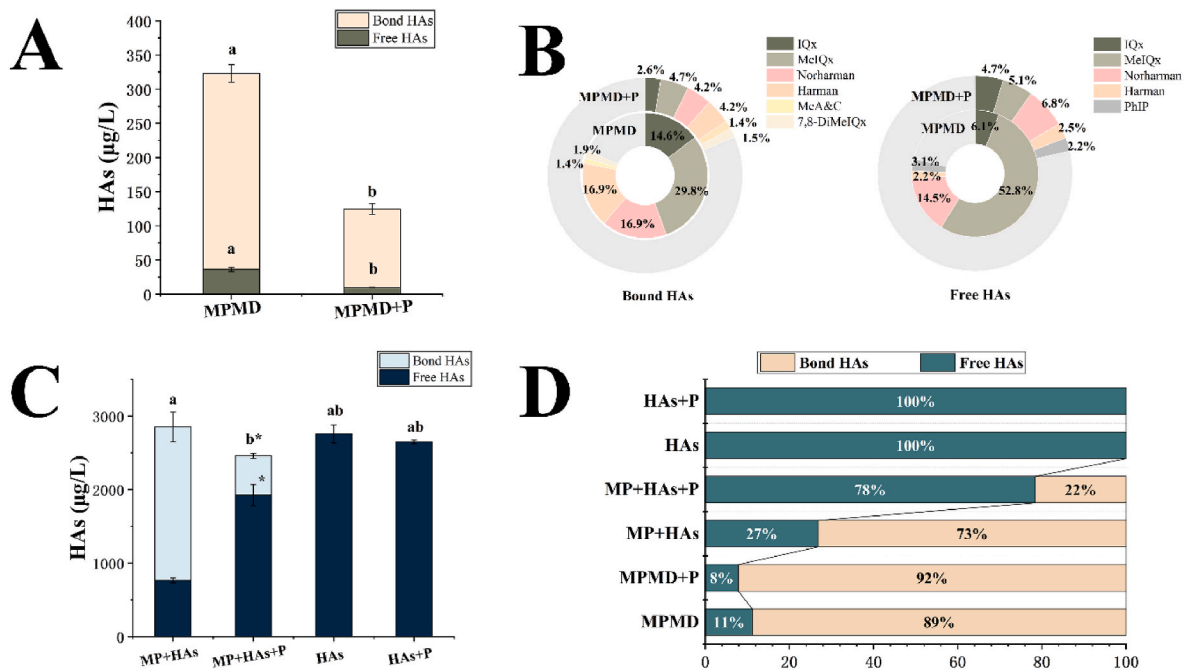 A
Bond HAs
Free HAs
HAs (μg/L)
400
350
300
250
200
150
100
50
0
a
a
b
b
MPMD
MPMD+P
B
IQx
MeIQx
Norharman
Harman
MeA&C
7,8-DiMeIQx
MPMD+P
MPMD
2.6%
4.7%
4.2%
4.2%
1.4%
1.5%
14.6%
29.8%
16.9%
16.9%
1.4%
1.9%
Bound HAs
IQx
MeIQx
Norharman
Harman
PhIP
MPMD+P
MPMD
4.7%
5.1%
6.8%
2.5%
2.2%
6.1%
52.8%
14.5%
2.2%
3.1%
Free HAs
C
Bond HAs
Free HAs
HAs (μg/L)
3000
2000
1000
0
a
b*
*
ab
ab
MP+HAs
MP+HAs+P
HAs
HAs+P
D
Bond HAs
Free HAs
HAs+P
100%
HAs
100%
MP+HAs+P
78%
22%
MP+HAs
27%
73%
MPMD+P
8%
92%
MPMD
11%
89%
0
20
40
60
80
100